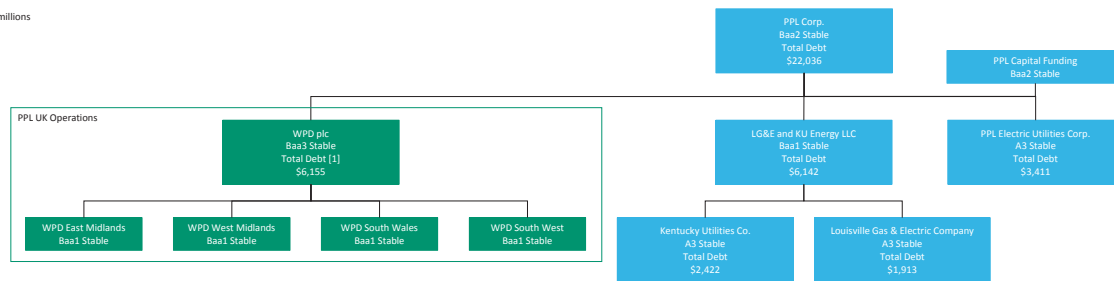 millions
PPL Corp.
Baa2 Stable
Total Debt
$22,036
PPL Capital Funding
Baa2 Stable
PPL UK Operations
WPD plc
Baa3 Stable
Total Debt [1]
$6,155
LG&E and KU Energy LLC
Baa1 Stable
Total Debt
$6,142
PPL Electric Utilities Corp.
A3 Stable
Total Debt
$3,411
WPD East Midlands
Baa1 Stable
WPD West Midlands
Baa1 Stable
WPD South Wales
Baa1 Stable
WPD South West
Baa1 Stable
Kentucky Utilities Co.
A3 Stable
Total Debt
$2,422
Louisville Gas & Electric Company
A3 Stable
Total Debt
$1,913